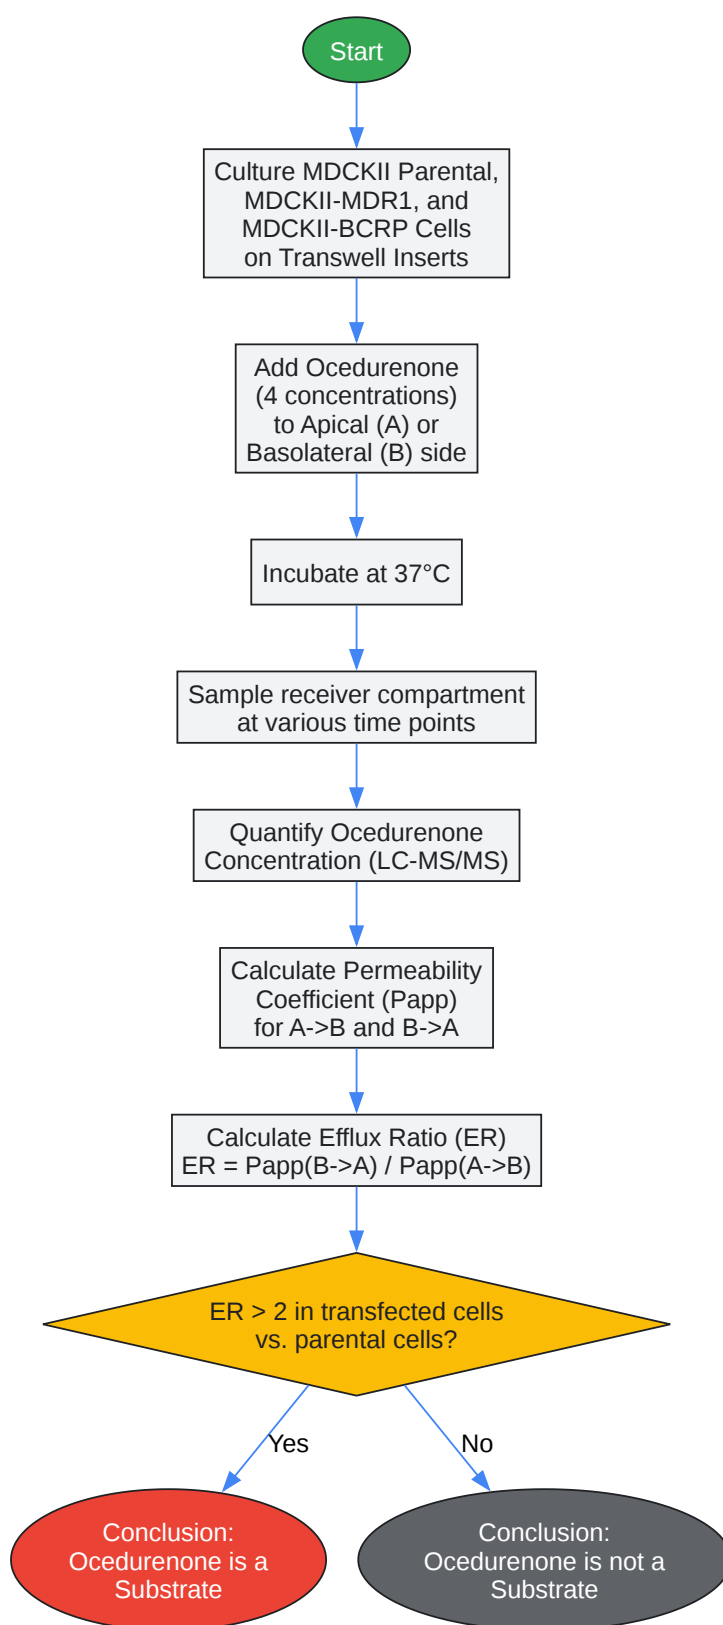 Start
Culture MDCKII Parental,
MDCKII-MDR1, and
MDCKII-BCRP Cells
on Transwell Inserts
Add Ocedurenone
(4 concentrations)
to Apical (A) or
Basolateral (B) side
Incubate at 37°C
Sample receiver compartment
at various time points
Quantify Ocedurenone
Concentration (LC-MS/MS)
Calculate Permeability
Coefficient (Papp)
for A->B and B->A
Calculate Efflux Ratio (ER)
ER = Papp(B->A) / Papp(A->B)
ER > 2 in transfected cells
vs. parental cells?
Yes
No
Conclusion:
Ocedurenone is a
Substrate
Conclusion:
Ocedurenone is not a
Substrate